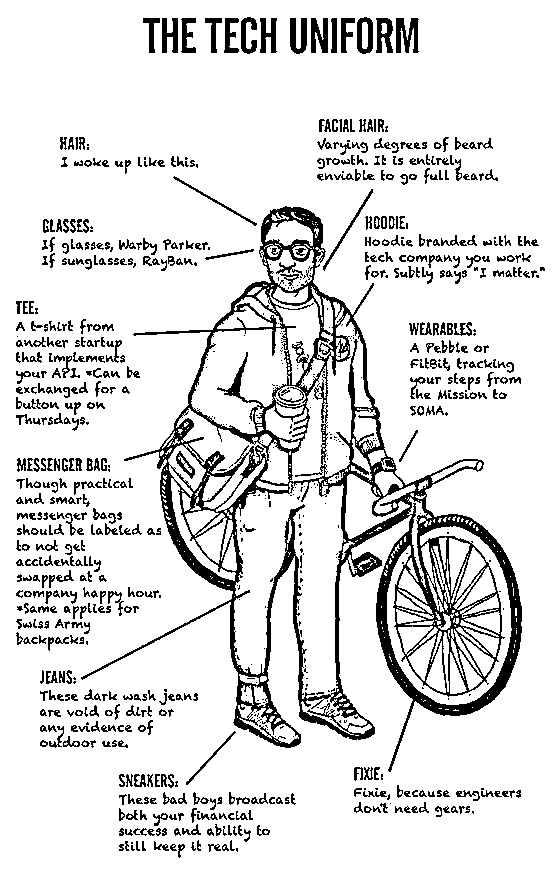 THE TECH UNIFORM
HAIR:
I woke up like this.
FACIAL HAIR:
Varying degrees of beard
growth. It is entirely
enviable to go full beard.
GLASSES:
If glasses, Warby Parker.
If sunglasses, RayBan.
HOODIE:
Hoodie branded with the
tech company you work
for. Subtly says "I matter."
TEE:
A t-shirt from
another startup
that implements
your API. *Can be
exchanged for a
button up on
Thursdays.
WEARABLES:
A Pebble or
FitBit, tracking
your steps from
the Mission to
SOMA.
MESSENGER BAG:
Though practical
and smart,
messenger bags
should be labeled as
to not get
accidentally
swapped at a
company happy hour.
*Same applies for
Swiss Army
backpacks.
JEANS:
These dark wash jeans
are void of dirt or
any evidence of
outdoor use.
SNEAKERS:
These bad boys broadcast
both your financial
success and ability to
still keep it real.
FIXIE:
Fixie, because engineers
don't need gears.